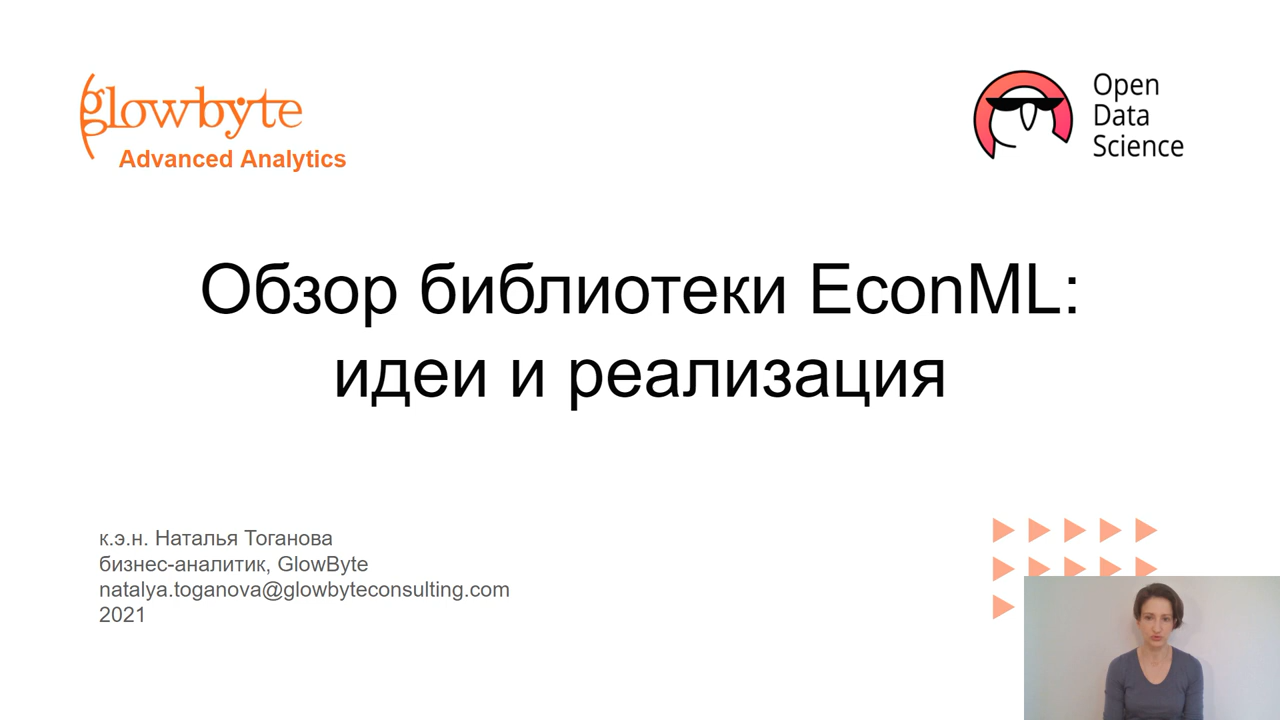 glowbyte
Advanced Analytics
Open
Data
Science
Обзор библиотеки EconML:
идеи и реализация
к.э.н. Наталья Тоганова
бизнес-аналитик, GlowByte
natalya.toganova@glowbyteconsulting.com
2021